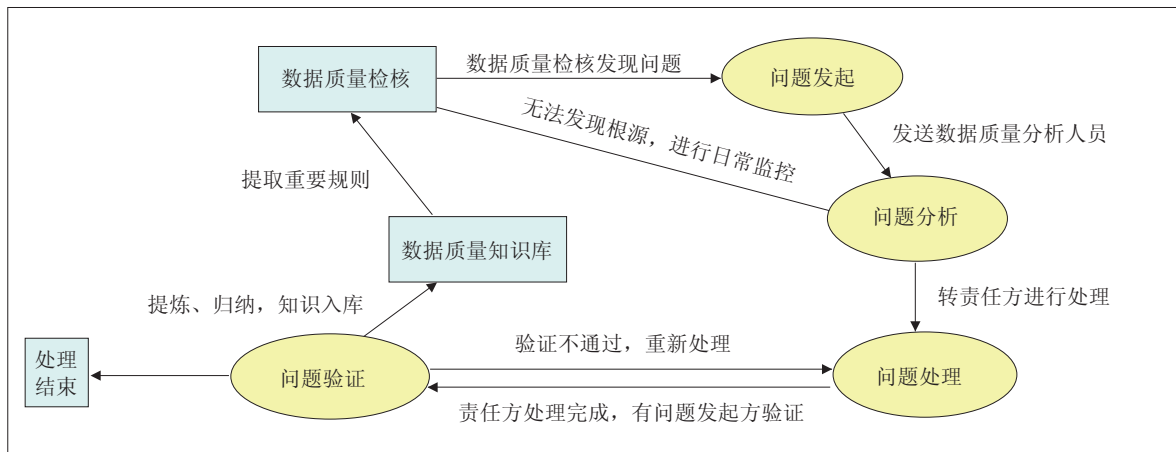 数据质量检核
数据质量检核发现问题
问题发起
无法发现根源，进行日常监控
发送数据质量分析人员
提取重要规则
问题分析
数据质量知识库
提炼、归纳，知识入库
转责任方进行处理
处理
结束
问题验证
验证不通过，重新处理
问题处理
责任方处理完成，有问题发起方验证